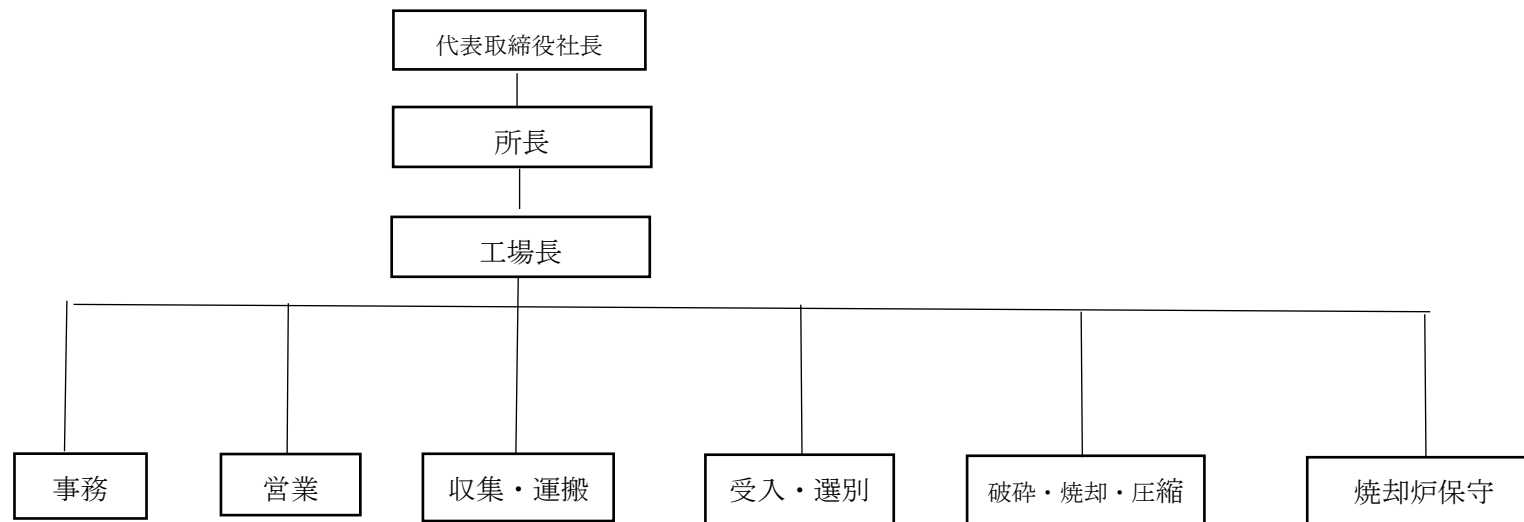 代表取締役社長
所長
工場長
事務
営業
収集・運搬
受入・選別
破砕・焼却・圧縮
焼却炉保守